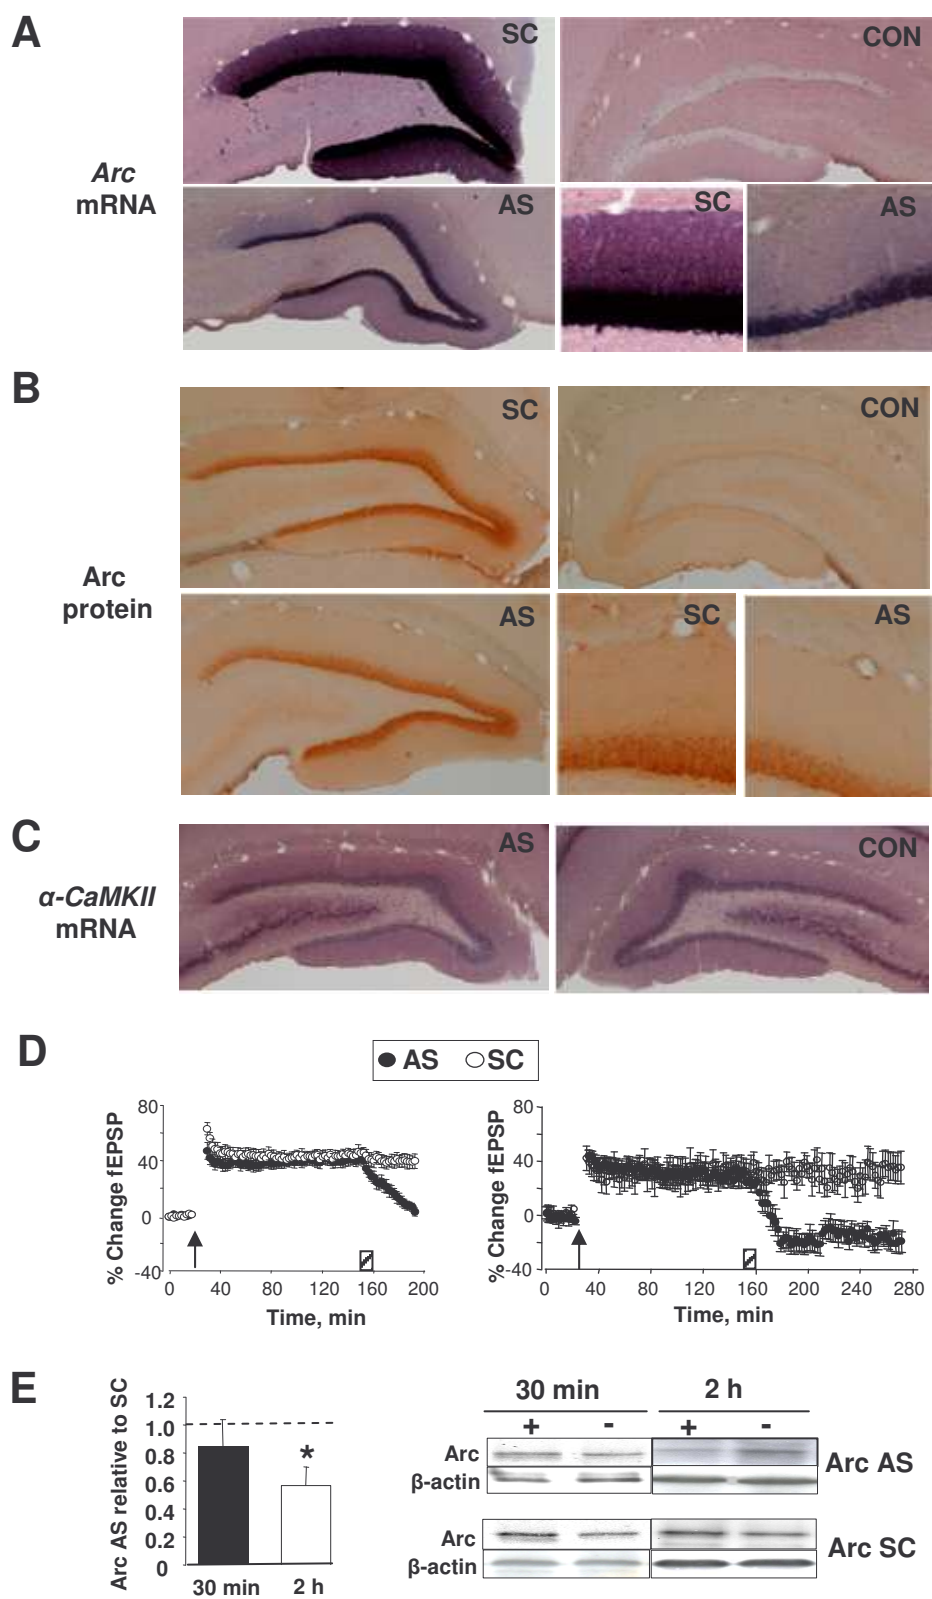 A
SC
CON
Arc
mRNA
AS
SC
AS
B
SC
CON
Arc
protein
AS
SC
AS
C
AS
CON
α-CaMKII
mRNA
D
AS SC
% Change fEPSP
80
40
0
-40
0 40 80 120 160 200
Time, min
% Change fEPSP
80
40
0
-40
0 40 80 120 160 200 240 280
Time, min
E
Arc AS relative to SC
1.2
1.0
0.8
0.6
0.4
0.2
0
*
30 min 2 h
30 min 2 h
+ - + -
Arc
β-actin
Arc AS
Arc
β-actin
Arc SC